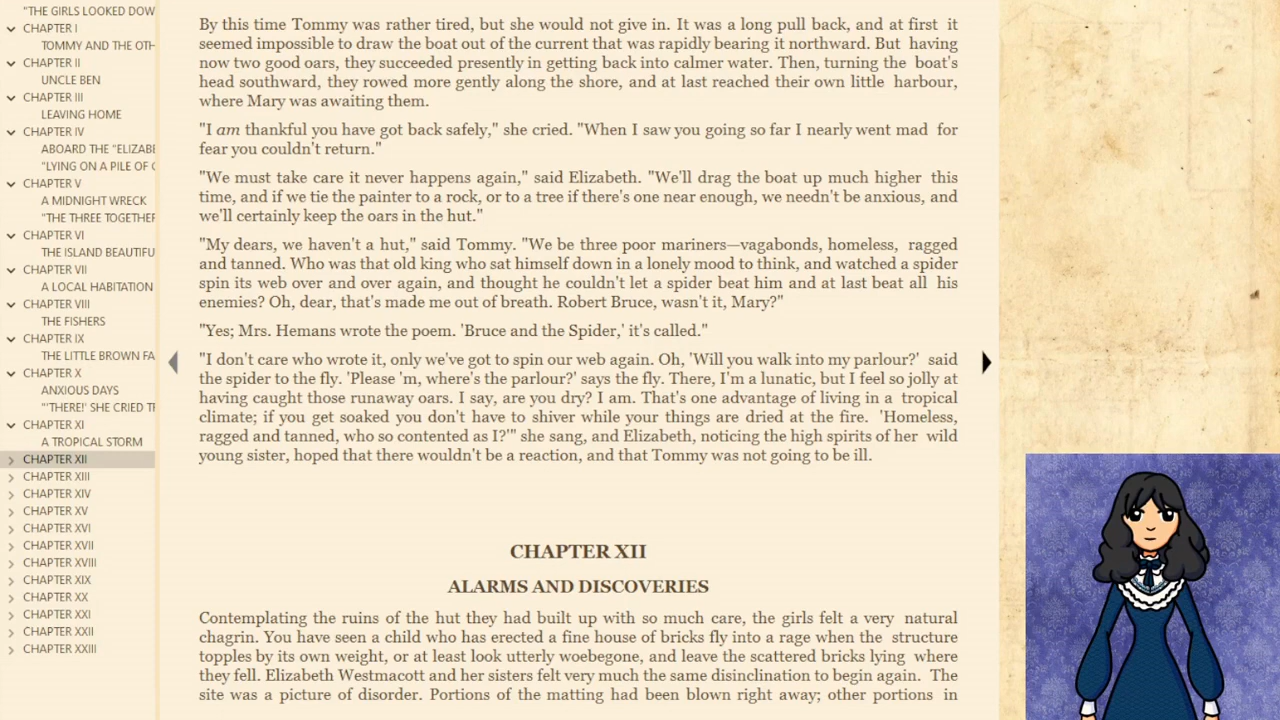 "THE GIRLS LOOKED DOW
CHAPTER I
TOMMY AND THE OTH
CHAPTER II
UNCLE BEN
CHAPTER III
LEAVING HOME
CHAPTER IV
ABOARD THE "ELIZABE
"LYING ON A PILE OF C
CHAPTER V
A MIDNIGHT WRECK
"THE THREE TOGETHER
CHAPTER VI
THE ISLAND BEAUTIFU
CHAPTER VII
A LOCAL HABITATION
CHAPTER VIII
THE FISHERS
CHAPTER IX
THE LITTLE BROWN FA
CHAPTER X
ANXIOUS DAYS
"'THERE!' SHE CRIED TR
CHAPTER XI
A TROPICAL STORM
CHAPTER XII
CHAPTER XIII
CHAPTER XIV
CHAPTER XV
CHAPTER XVI
CHAPTER XVII
CHAPTER XVIII
CHAPTER XIX
CHAPTER XX
CHAPTER XXI
CHAPTER XXII
CHAPTER XXIII
By this time Tommy was rather tired, but she would not give in. It was a long pull back, and at first it
seemed impossible to draw the boat out of the current that was rapidly bearing it northward. But having
now two good oars, they succeeded presently in getting back into calmer water. Then, turning the boat's
head southward, they rowed more gently along the shore, and at last reached their own little harbour,
where Mary was awaiting them.
"I am thankful you have got back safely," she cried. "When I saw you going so far I nearly went mad for
fear you couldn't return."
"We must take care it never happens again," said Elizabeth. "We'll drag the boat up much higher this
time, and if we tie the painter to a rock, or to a tree if there's one near enough, we needn't be anxious, and
we'll certainly keep the oars in the hut."
"My dears, we haven't a hut," said Tommy. "We be three poor mariners—vagabonds, homeless, ragged
and tanned. Who was that old king who sat himself down in a lonely mood to think, and watched a spider
spin its web over and over again, and thought he couldn't let a spider beat him and at last beat all his
enemies? Oh, dear, that's made me out of breath. Robert Bruce, wasn't it, Mary?"
"Yes; Mrs. Hemans wrote the poem. 'Bruce and the Spider,' it's called."
"I don't care who wrote it, only we've got to spin our web again. Oh, 'Will you walk into my parlour?' said
the spider to the fly. 'Please 'm, where's the parlour?' says the fly. There, I'm a lunatic, but I feel so jolly at
having caught those runaway oars. I say, are you dry? I am. That's one advantage of living in a tropical
climate; if you get soaked you don't have to shiver while your things are dried at the fire. 'Homeless,
ragged and tanned, who so contented as I?'" she sang, and Elizabeth, noticing the high spirits of her wild
young sister, hoped that there wouldn't be a reaction, and that Tommy was not going to be ill.
CHAPTER XII
ALARMS AND DISCOVERIES
Contemplating the ruins of the hut they had built up with so much care, the girls felt a very natural
chagrin. You have seen a child who has erected a fine house of bricks fly into a rage when the structure
topples by its own weight, or at least look utterly woebegone, and leave the scattered bricks lying where
they fell. Elizabeth Westmacott and her sisters felt very much the same disinclination to begin again. The
site was a picture of disorder. Portions of the matting had been blown right away; other portions in